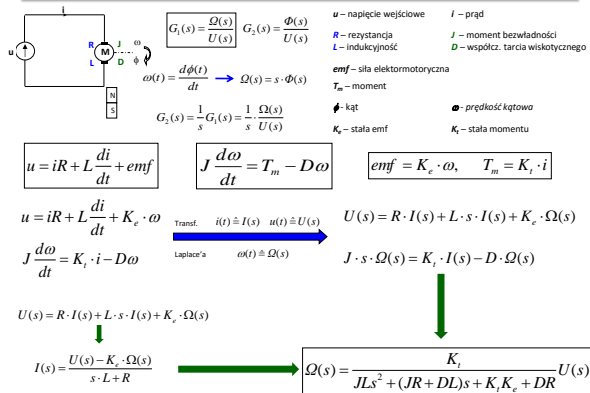 i
u
R
J
ω
M
L
D
ϕ
N
S
G₁(s) = Ω(s)/U(s)   G₂(s) = Φ(s)/U(s)
ω(t) = dϕ(t)/dt   Ω(s) = s·Φ(s)
G₂(s) = 1/s G₁(s) = 1/s · Ω(s)/U(s)
u – napięcie wejściowe   i – prąd
R – rezystancja   J – moment bezwładności
L - indukcyjność   D – współcz. tarcia wiskotycznego
emf – siła elektormotoryczna
Tm – moment
ϕ - kąt   ω - prędkość kątowa
Ke – stała emf   Kt – stała momentu
u = iR + L di/dt + emf   J dω/dt = Tm − Dω   emf = Ke · ω,   Tm = Kt · i
u = iR + L di/dt + Ke · ω
J dω/dt = Kt · i − Dω
Transf.   i(t) ≙ I(s)   u(t) ≙ U(s)
Laplace’a   ω(t) ≙ Ω(s)
U(s) = R · I(s) + L · s · I(s) + Ke · Ω(s)
J · s · Ω(s) = Kt · I(s) − D · Ω(s)
U(s) = R · I(s) + L · s · I(s) + Ke · Ω(s)
I(s) = (U(s) − Ke · Ω(s))/(s · L + R)
Ω(s) = Kt/(JLs² + (JR + DL)s + KtKe + DR) U(s)